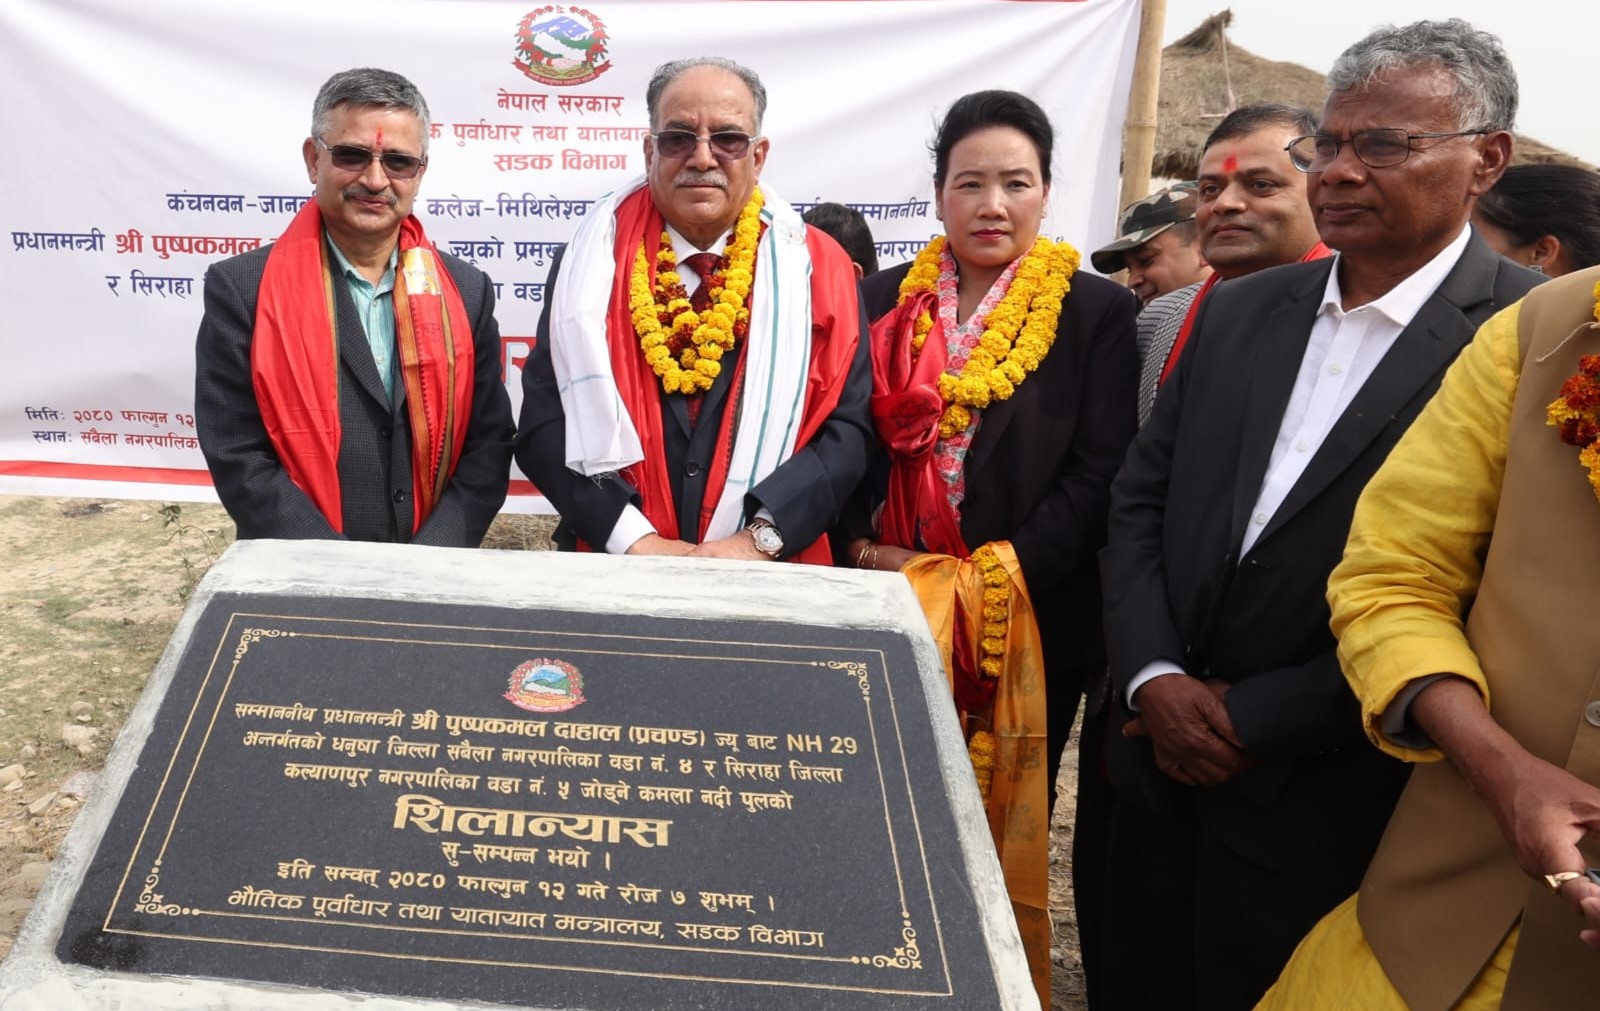 नेपाल सरकार
पूर्वाधार तथा यातायात
सडक विभाग
कंचनवन-जानकी कलेज-मिथिलेश्व सम्माननीय
प्रधानमन्त्री श्री पुष्पकमल ज्यूको प्रमुख नगरपालि
र सिराहा वडा
मितिः २०८० फाल्गुन १२
स्थानः सबैला नगरपालिक
सम्माननीय प्रधानमन्त्री श्री पुष्पकमल दाहाल (प्रचण्ड) ज्यू बाट NH 29
अन्तर्गतको धनुषा जिल्ला सबैला नगरपालिका वडा नं. ४ र सिराहा जिल्ला
कल्याणपुर नगरपालिका वडा नं. ५ जोड्ने कमला नदी पुलको
शिलान्यास
सु-सम्पन्न भयो ।
इति सम्वत् २०८० फाल्गुन १२ गते रोज ७ शुभम् ।
भौतिक पूर्वाधार तथा यातायात मन्त्रालय, सडक विभाग